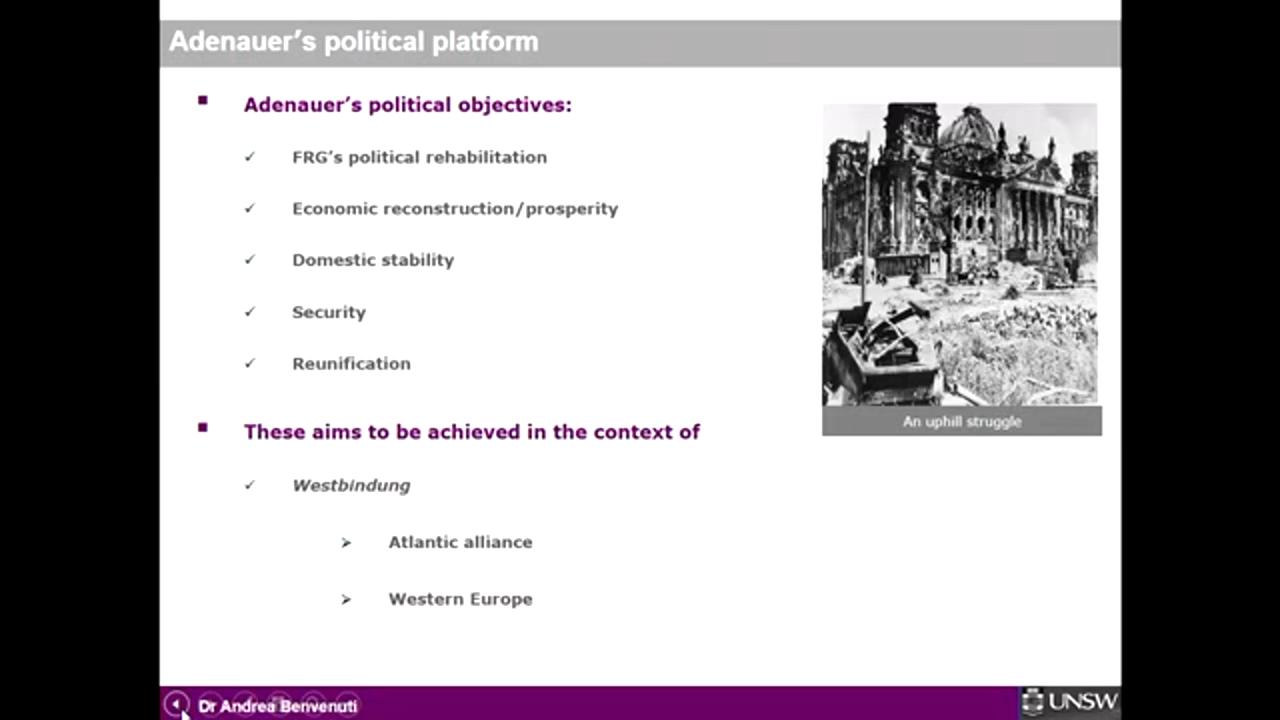 Adenauer’s political platform
Adenauer’s political objectives:
FRG’s political rehabilitation
Economic reconstruction/prosperity
Domestic stability
Security
Reunification
An uphill struggle
These aims to be achieved in the context of
Westbindung
Atlantic alliance
Western Europe
Dr Andrea Benvenuti
UNSW